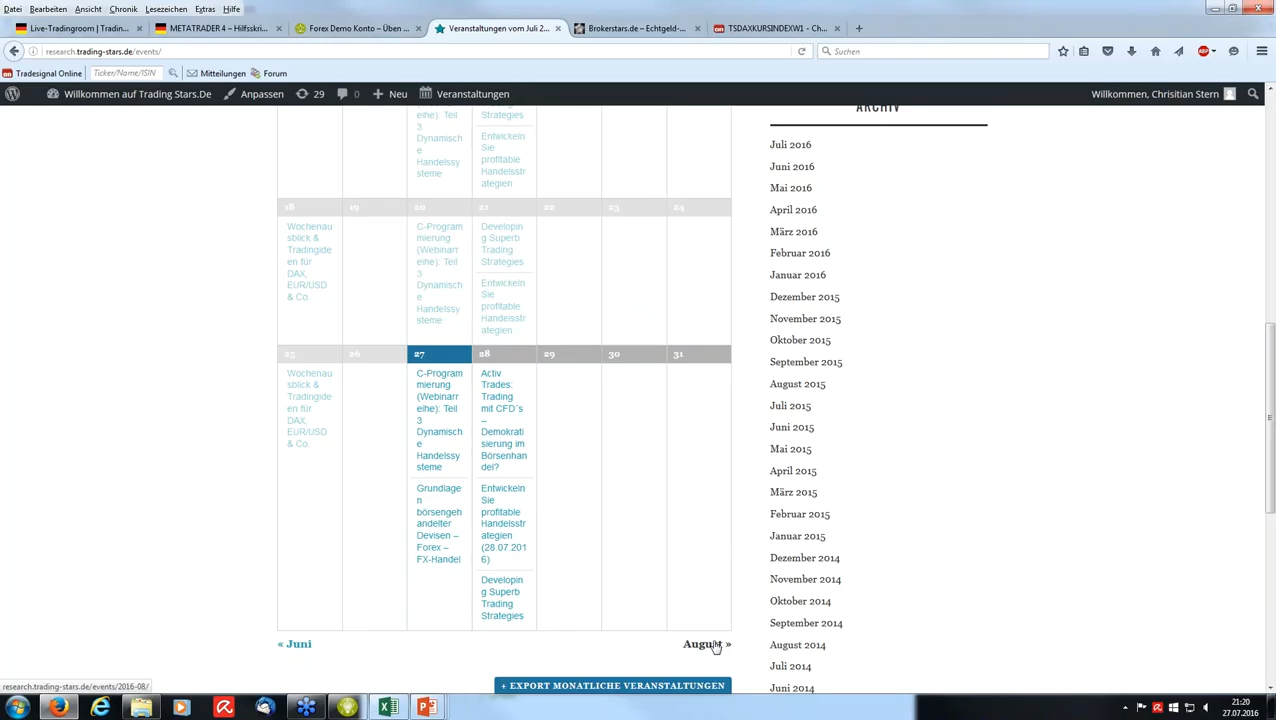 Datei Bearbeiten Ansicht Chronik Lesezeichen Extras Hilfe
Live-Tradingroom | Tradin... METATRADER 4 – Hilfsskri... Forex Demo Konto – Üben ... Veranstaltungen vom Juli 2... Brokerstars.de – Echtgeld-... TSDAXKURSINDEXW1 - Ch...
research.trading-stars.de/events/ Suchen
Tradesignal Online Ticker/Name/ISIN Mitteilungen Forum
Willkommen auf Trading Stars.De Anpassen 29 0 Neu Veranstaltungen Willkommen, Chrisitian Stern
eihe): Teil
3
Dynamisch
e
Handelssy
steme
Strategies
Entwickeln
Sie
profitable
Handelsstr
ategien
18 19 20 21 22 23 24
Wochenau
sblick &
Tradingide
en für
DAX,
EUR/USD
& Co.
C-Program
mierung
(Webinarr
eihe): Teil
3
Dynamisch
e
Handelssy
steme
Developin
g Superb
Trading
Strategies
Entwickeln
Sie
profitable
Handelsstr
ategien
25 26 27 28 29 30 31
Wochenau
sblick &
Tradingide
en für
DAX,
EUR/USD
& Co.
C-Program
mierung
(Webinarr
eihe): Teil
3
Dynamisch
e
Handelssy
steme
Grundlage
n
börsengeh
andelter
Devisen –
Forex –
FX-Handel
Activ
Trades:
Trading
mit CFD´s
–
Demokrati
sierung im
Börsenhan
del?
Entwickeln
Sie
profitable
Handelsstr
ategien
(28.07.201
6)
Developin
g Superb
Trading
Strategies
« Juni August »
+ EXPORT MONATLICHE VERANSTALTUNGEN
ARCHIV
Juli 2016
Juni 2016
Mai 2016
April 2016
März 2016
Februar 2016
Januar 2016
Dezember 2015
November 2015
Oktober 2015
September 2015
August 2015
Juli 2015
Juni 2015
Mai 2015
April 2015
März 2015
Februar 2015
Januar 2015
Dezember 2014
November 2014
Oktober 2014
September 2014
August 2014
Juli 2014
Juni 2014
research.trading-stars.de/events/2016-08/
DE 21:20
27.07.2016